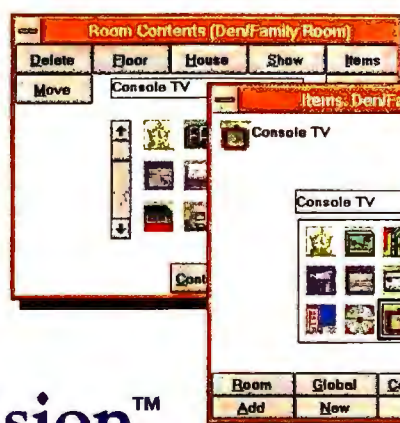 Room Contents (Den/Family Room)
Delete Floor House Show Items
Move Console TV
Items: Den/Fa
Console TV
Console TV
Cont
Room Global
Add New
sion™